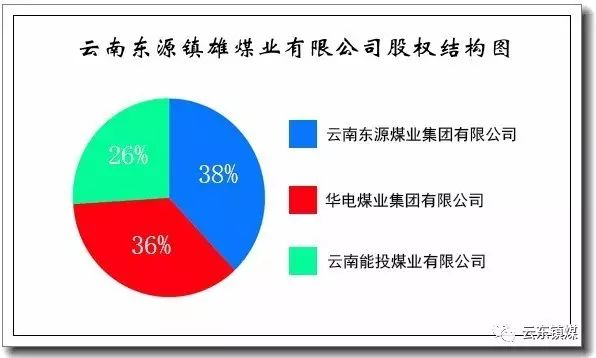 云南东源镇雄煤业有限公司股权结构图
26%
38%
36%
云南东源煤业集团有限公司
华电煤业集团有限公司
云南能投煤业有限公司
云东镇煤